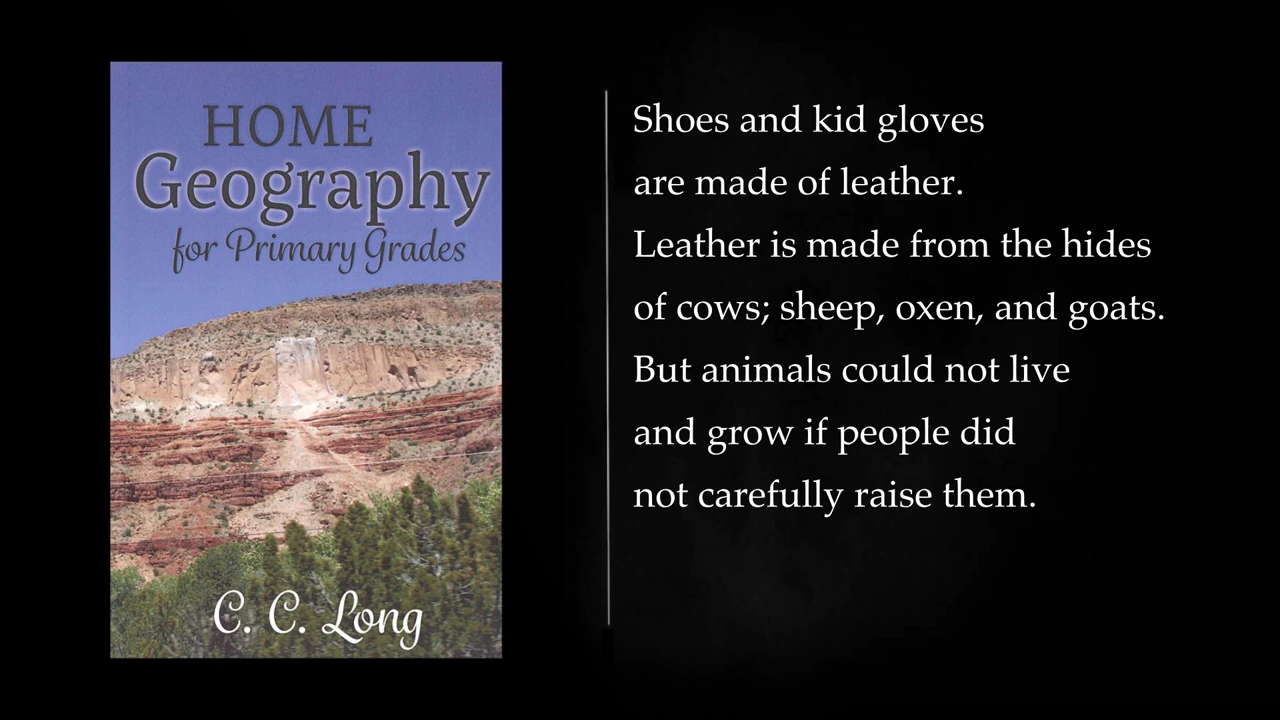 HOME
Geography
for Primary Grades
C. C. Long
Shoes and kid gloves
are made of leather.
Leather is made from the hides
of cows; sheep, oxen, and goats.
But animals could not live
and grow if people did
not carefully raise them.